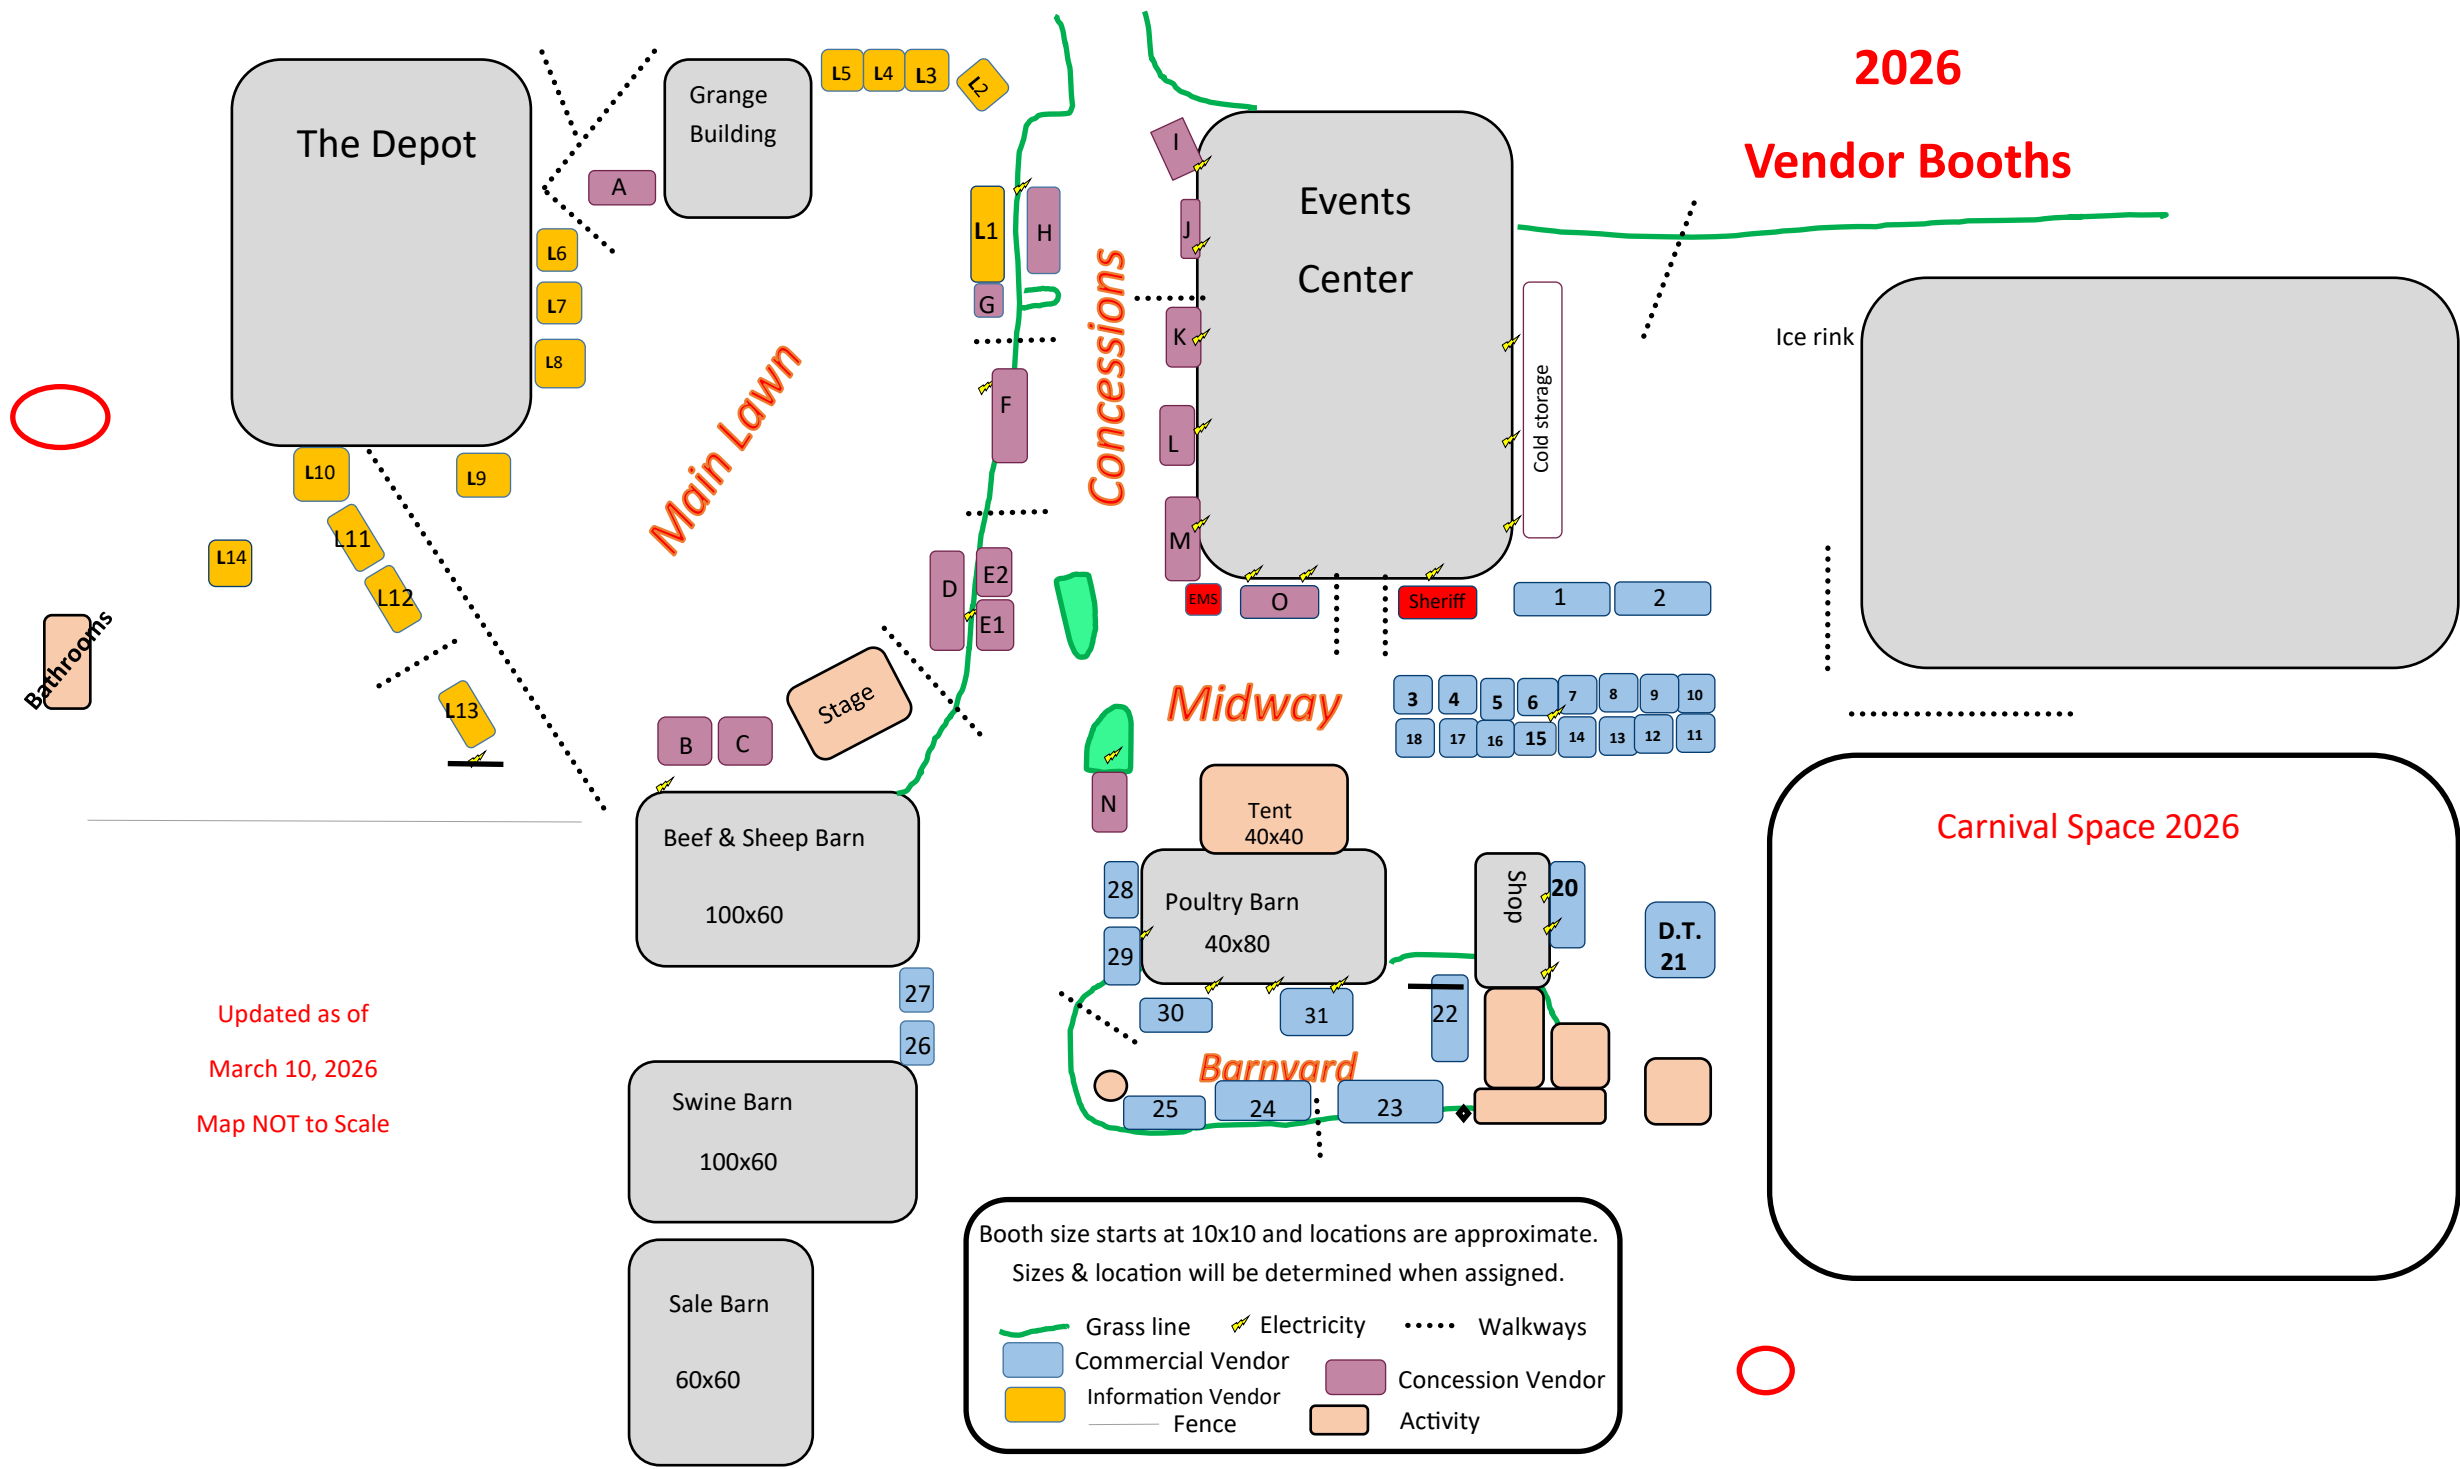 2026
Vendor Booths
The Depot
Grange
Building
L5
L4
L3
L2
A
L6
L7
L8
L1
H
G
I
J
Events
Center
K
L
M
Cold storage
Ice rink
Main Lawn
Concessions
F
L10
L9
L11
L12
L14
L13
Bathrooms
D
E2
E1
EMS
O
Sheriff
1
2
Stage
B
C
Midway
3
4
5
6
7
8
9
10
18
17
16
15
14
13
12
11
N
Tent
40x40
Beef & Sheep Barn
100x60
28
29
Poultry Barn
40x80
Shop
20
D.T.
21
Carnival Space 2026
27
26
30
31
22
Barnyard
25
24
23
Updated as of
March 10, 2026
Map NOT to Scale
Swine Barn
100x60
Sale Barn
60x60
Booth size starts at 10x10 and locations are approximate.
Sizes & location will be determined when assigned.
Grass line
Electricity
Walkways
Commercial Vendor
Concession Vendor
Information Vendor
Fence
Activity